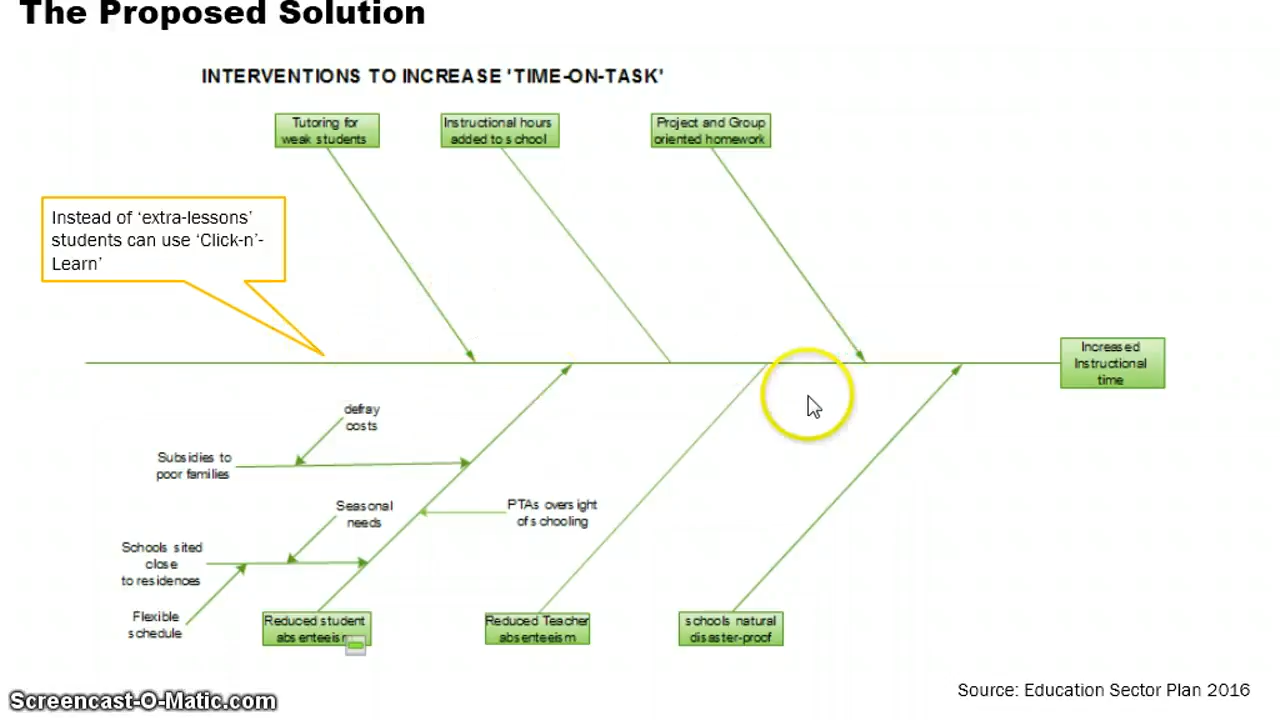 The Proposed Solution
INTERVENTIONS TO INCREASE 'TIME-ON-TASK'
Tutoring for
weak students
Instructional hours
added to school
Project and Group
oriented homework
Instead of ‘extra-lessons’
students can use ‘Click-n’-
Learn’
Increased
Instructional
time
defray
costs
Subsidies to
poor families
Seasonal
needs
PTAs oversight
of schooling
Schools sited
close
to residences
Flexible
schedule
Reduced student
absenteeism
Reduced Teacher
absenteeism
schools natural
disaster-proof
Source: Education Sector Plan 2016
Screencast-O-Matic.com